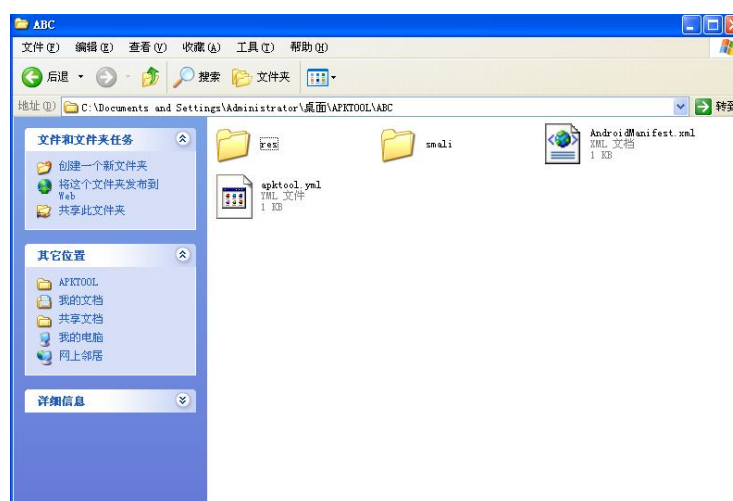 ABC
文件(F) 编辑(E) 查看(V) 收藏(A) 工具(T) 帮助(H)
后退 搜索 文件夹
地址(D) C:\Documents and Settings\Administrator\桌面\APKTOOL\ABC 转到
文件和文件夹任务
创建一个新文件夹
将这个文件夹发布到
Web
共享此文件夹
其它位置
APKTOOL
我的文档
共享文档
我的电脑
网上邻居
详细信息
res
smali
AndroidManifest.xml
XML 文档
1 KB
apktool.yml
YML 文件
1 KB